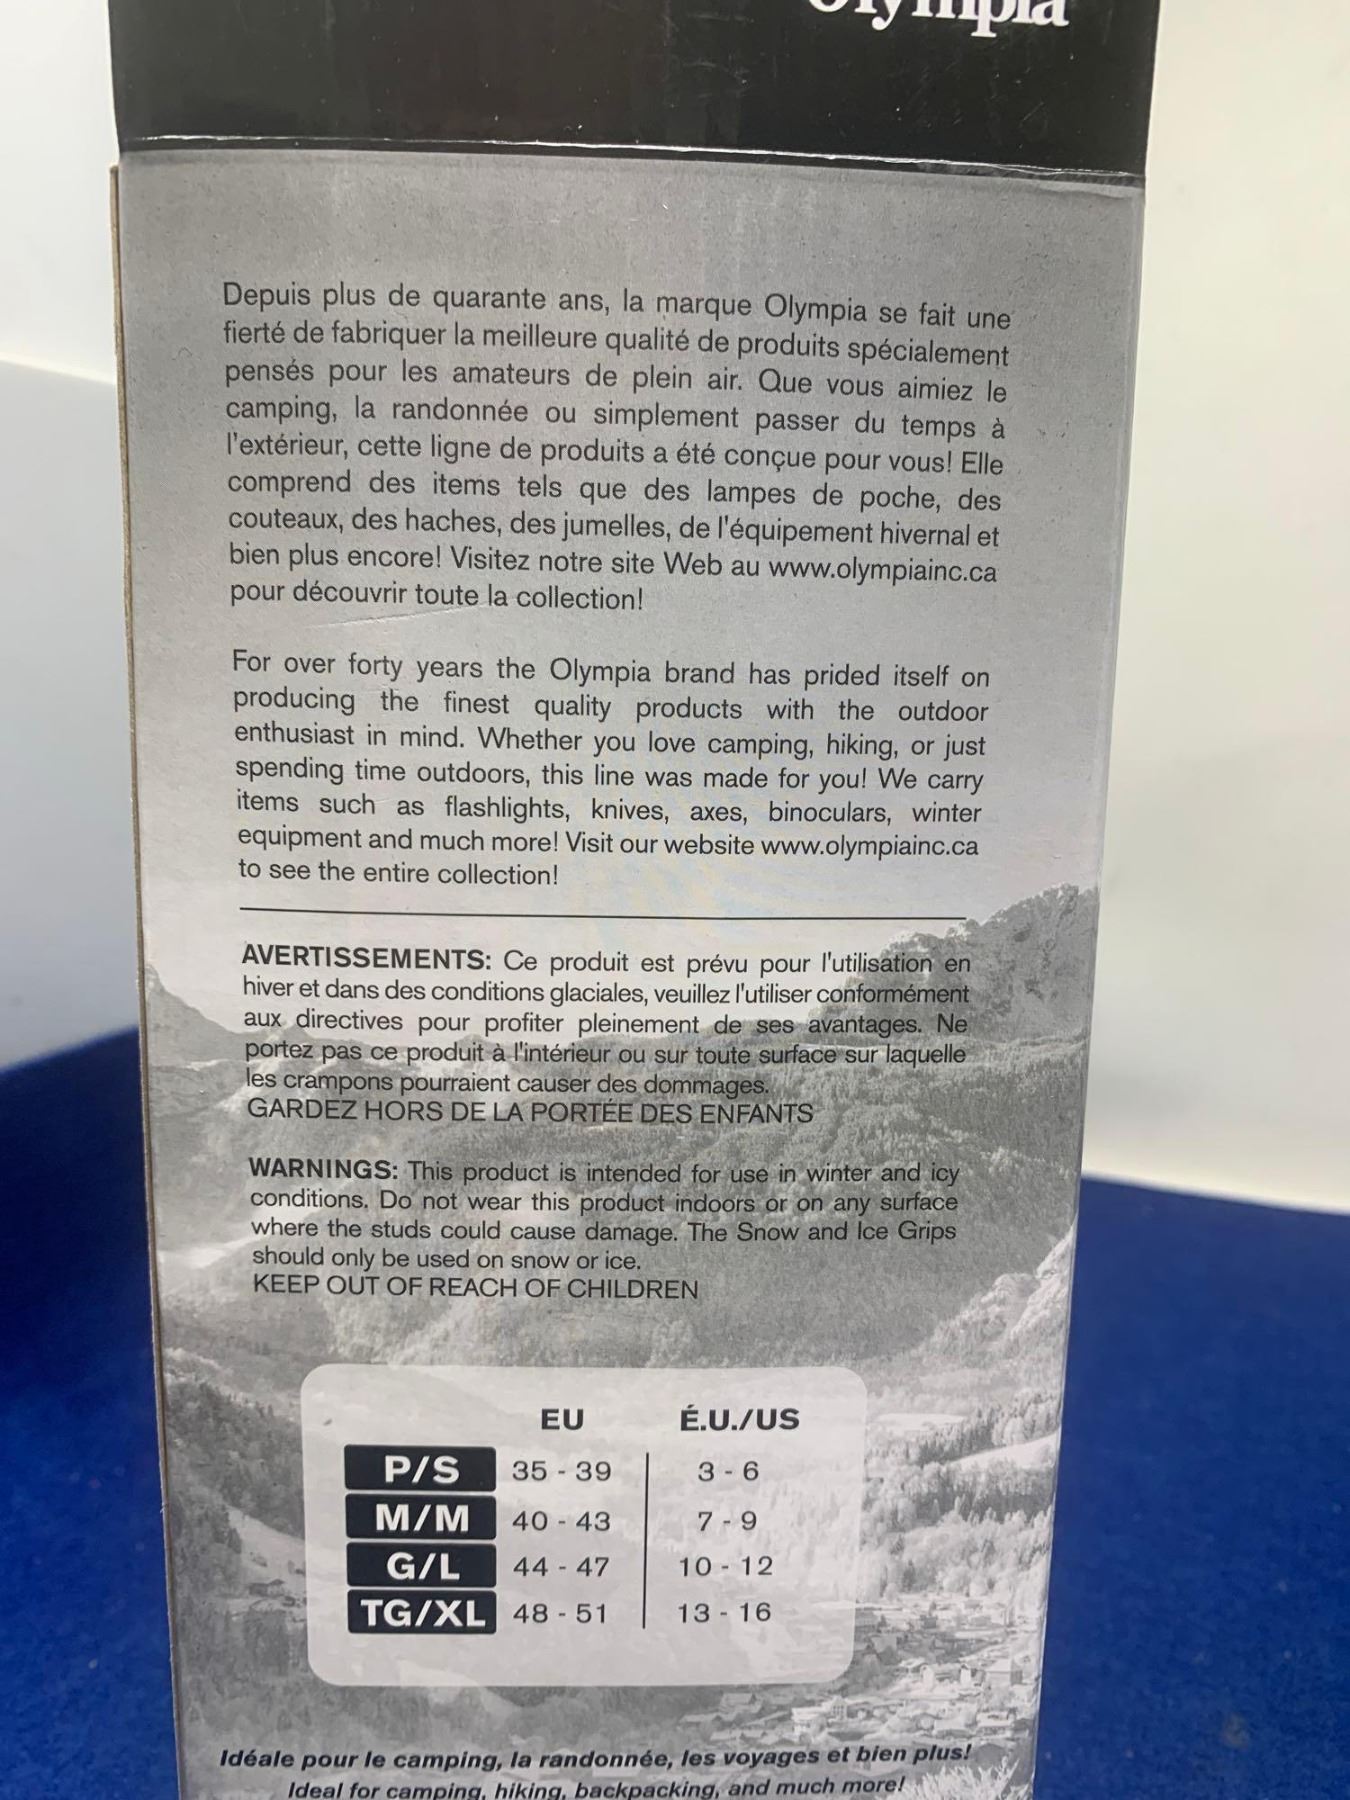 Olympia
Depuis plus de quarante ans, la marque Olympia se fait une
fierté de fabriquer la meilleure qualité de produits spécialement
pensés pour les amateurs de plein air. Que vous aimiez le
camping, la randonnée ou simplement passer du temps à
l'extérieur, cette ligne de produits a été conçue pour vous! Elle
comprend des items tels que des lampes de poche, des
couteaux, des haches, des jumelles, de l'équipement hivernal et
bien plus encore! Visitez notre site Web au www.olympiainc.ca
pour découvrir toute la collection!
For over forty years the Olympia brand has prided itself on
producing the finest quality products with the outdoor
enthusiast in mind. Whether you love camping, hiking, or just
spending time outdoors, this line was made for you! We carry
items such as flashlights, knives, axes, binoculars, winter
equipment and much more! Visit our website www.olympiainc.ca
to see the entire collection!
AVERTISSEMENTS: Ce produit est prévu pour l'utilisation en
hiver et dans des conditions glaciales, veuillez l'utiliser conformément
aux directives pour profiter pleinement de ses avantages. Ne
portez pas ce produit à l'intérieur ou sur toute surface sur laquelle
les crampons pourraient causer des dommages.
GARDEZ HORS DE LA PORTÉE DES ENFANTS
WARNINGS: This product is intended for use in winter and icy
conditions. Do not wear this product indoors or on any surface
where the studs could cause damage. The Snow and Ice Grips
should only be used on snow or ice.
KEEP OUT OF REACH OF CHILDREN
EU É.U./US
P/S 35 - 39 3 - 6
M/M 40 - 43 7 - 9
G/L 44 - 47 10 - 12
TG/XL 48 - 51 13 - 16
Idéale pour le camping, la randonnée, les voyages et bien plus!
Ideal for camping, hiking, backpacking, and much more!